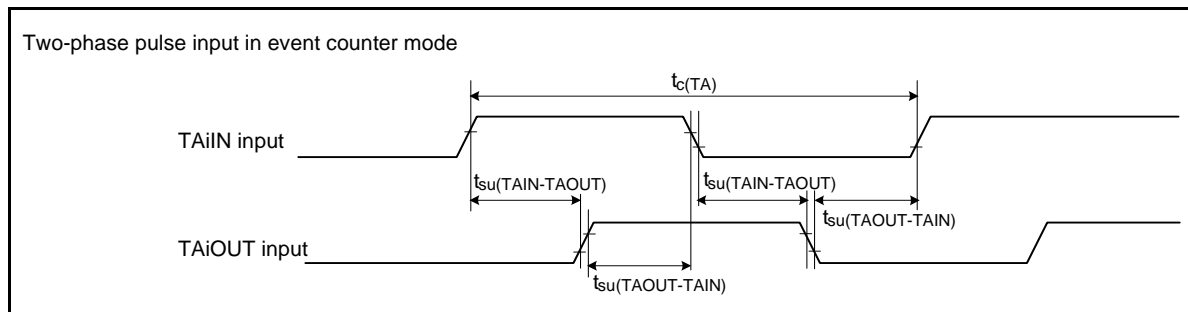 Two-phase pulse input in event counter mode
tc(TA)
TAiIN input
tsu(TAIN-TAOUT)
tsu(TAIN-TAOUT)
tsu(TAOUT-TAIN)
TAiOUT input
tsu(TAOUT-TAIN)